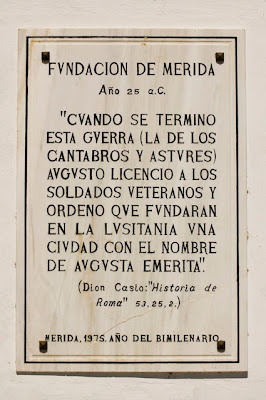 FVNDACION DE MERIDA
Año 25 a.C.
"CVANDO SE TERMINO
ESTA GVERRA (LA DE LOS
CANTABROS Y ASTVRES)
AVGVSTO LICENCIO A LOS
SOLDADOS VETERANOS Y
ORDENO QVE FVNDARAN
EN LA LVSITANIA VNA
CIVDAD CON EL NOMBRE
DE AVGVSTA EMERITA".
(Dion Casio: "Historia de
Roma" 53,25,2.)
MERIDA, 1975. AÑO DEL BIMILENARIO